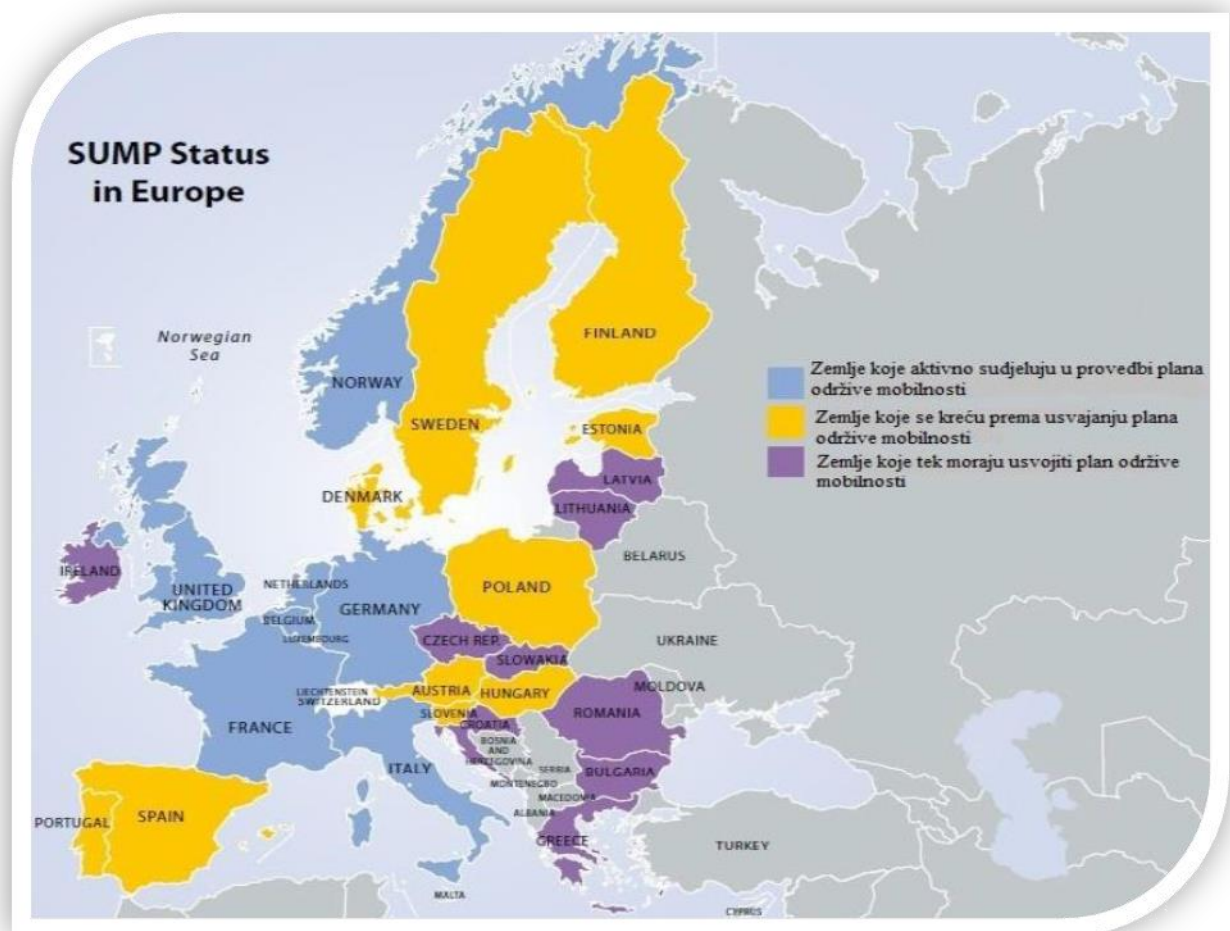 SUMP Status
in Europe
Norwegian
Sea
NORWAY
SWEDEN
FINLAND
ESTONIA
LATVIA
LITHUANIA
DENMARK
IRELAND
UNITED
KINGDOM
NETHERLANDS
BELGIUM
LUXEMBOURG
GERMANY
POLAND
BELARUS
CZECH REP.
SLOWAKIA
UKRAINE
MOLDOVA
LIECHTENSTEIN
SWITZERLAND
AUSTRIA
HUNGARY
SLOVENIA
CROATIA
ROMANIA
FRANCE
ITALY
BOSNIA
AND
HERZEGOVINA
SERBIA
BULGARIA
MONTENEGRO
MACEDONIA
ALBANIA
GREECE
PORTUGAL
SPAIN
TURKEY
MALTA
CYPRUS
Zemlje koje aktivno sudjeluju u provedbi plana
održive mobilnosti
Zemlje koje se kreću prema usvajanju plana
održive mobilnosti
Zemlje koje tek moraju usvojiti plan održive
mobilnosti